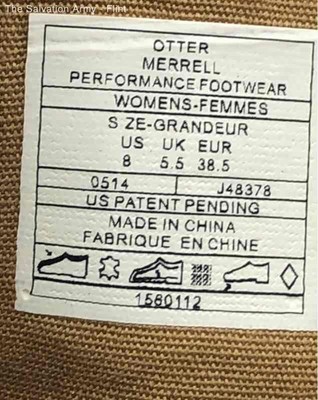 The Salvation Army - Flint
OTTER
MERRELL
PERFORMANCE FOOTWEAR
WOMENS-FEMMES
S ZE-GRANDEUR
US UK EUR
8 5.5 38.5
0514 J48378
US PATENT PENDING
MADE IN CHINA
FABRIQUE EN CHINE
1580112